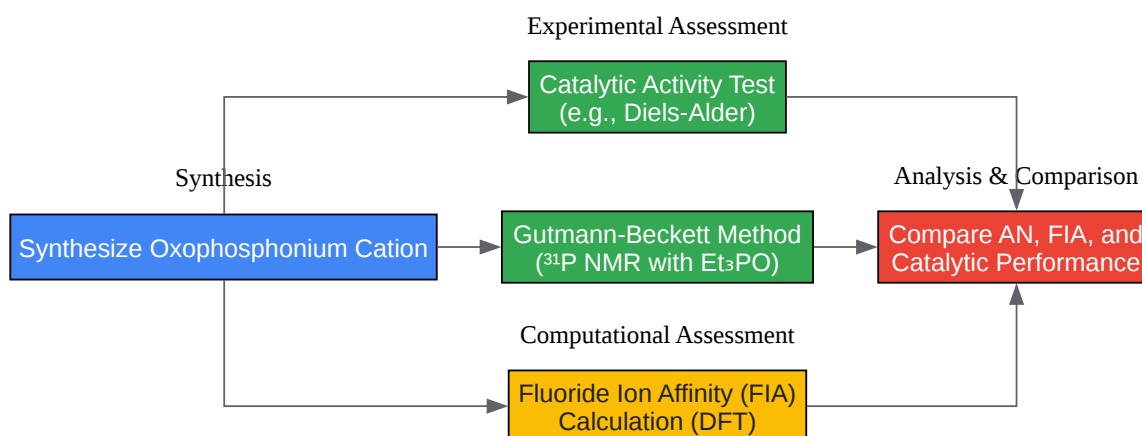 Experimental Assessment
Catalytic Activity Test
(e.g., Diels-Alder)
Synthesis
Synthesize Oxophosphonium Cation
Gutmann-Beckett Method
(³¹P NMR with Et₃PO)
Analysis & Comparison
Compare AN, FIA, and
Catalytic Performance
Computational Assessment
Fluoride Ion Affinity (FIA)
Calculation (DFT)